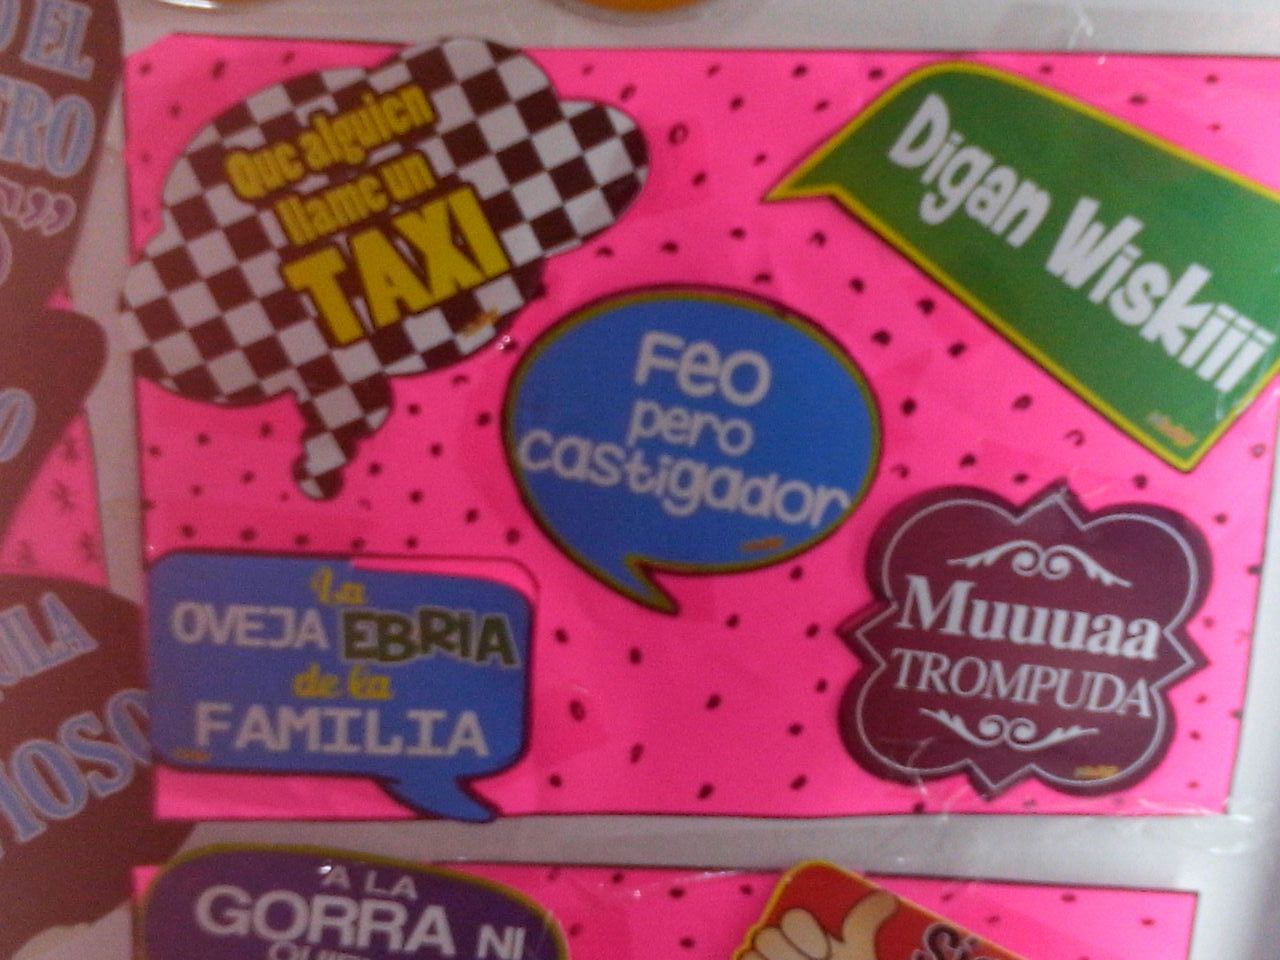 EL
Que alguien
llame un
TAXI
Digan Wiskiii
Feo
pero
castigador
La
OVEJA EBRIA
de la
FAMILIA
Muuuaa
TROMPUDA
A LA
GORRA NI